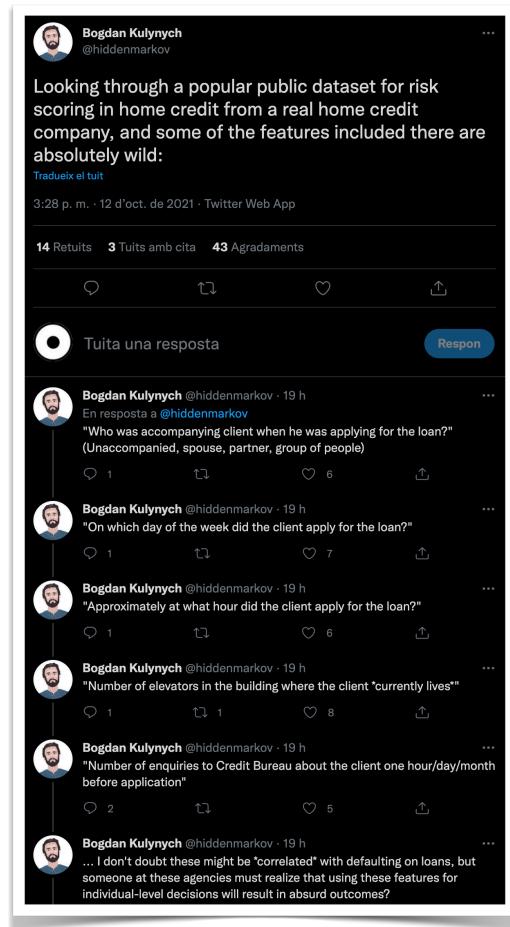 Bogdan Kulynych
@hiddenmarkov
Looking through a popular public dataset for risk
scoring in home credit from a real home credit
company, and some of the features included there are
absolutely wild:
Tradueix el tuit
3:28 p. m. · 12 d’oct. de 2021 · Twitter Web App
14 Retuits 3 Tuits amb cita 43 Agradaments
Tuita una resposta
Respon
Bogdan Kulynych @hiddenmarkov · 19 h
En resposta a @hiddenmarkov
"Who was accompanying client when he was applying for the loan?"
(Unaccompanied, spouse, partner, group of people)
1 6
Bogdan Kulynych @hiddenmarkov · 19 h
"On which day of the week did the client apply for the loan?"
1 7
Bogdan Kulynych @hiddenmarkov · 19 h
"Approximately at what hour did the client apply for the loan?"
1 6
Bogdan Kulynych @hiddenmarkov · 19 h
"Number of elevators in the building where the client *currently lives*"
1 1 8
Bogdan Kulynych @hiddenmarkov · 19 h
"Number of enquiries to Credit Bureau about the client one hour/day/month
before application"
2 5
Bogdan Kulynych @hiddenmarkov · 19 h
... I don't doubt these might be *correlated* with defaulting on loans, but
someone at these agencies must realize that using these features for
individual-level decisions will result in absurd outcomes?